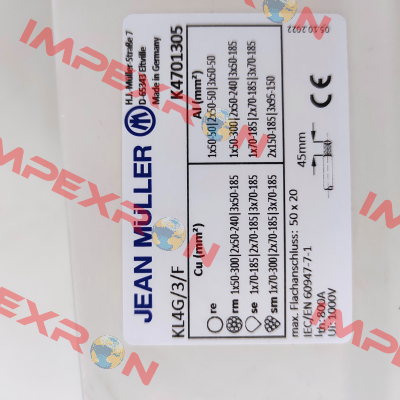 JEAN MÜLLER
H.J.-Müller-Straße 7
D-65343 Eltville
Made in Germany
KL4G/3/F K4701305
Cu (mm²) Al (mm²)
re 1x50-50|2x50-50|3x50-50
rm 1x50-300|2x50-240|3x50-185 1x50-300|2x50-240|3x50-185
se 1x70-185|2x70-185|3x70-185 1x70-185|2x70-185|3x70-185
sm 1x70-300|2x70-185|3x70-185 2x150-185|3x95-150
max. Flachanschluss: 50 x 20
IEC/EN 60947-7-1
800A
Ui: 1000V
45mm
CE
05.10.2022
IMPEXRON
IMPEXRON
IMPEXRON